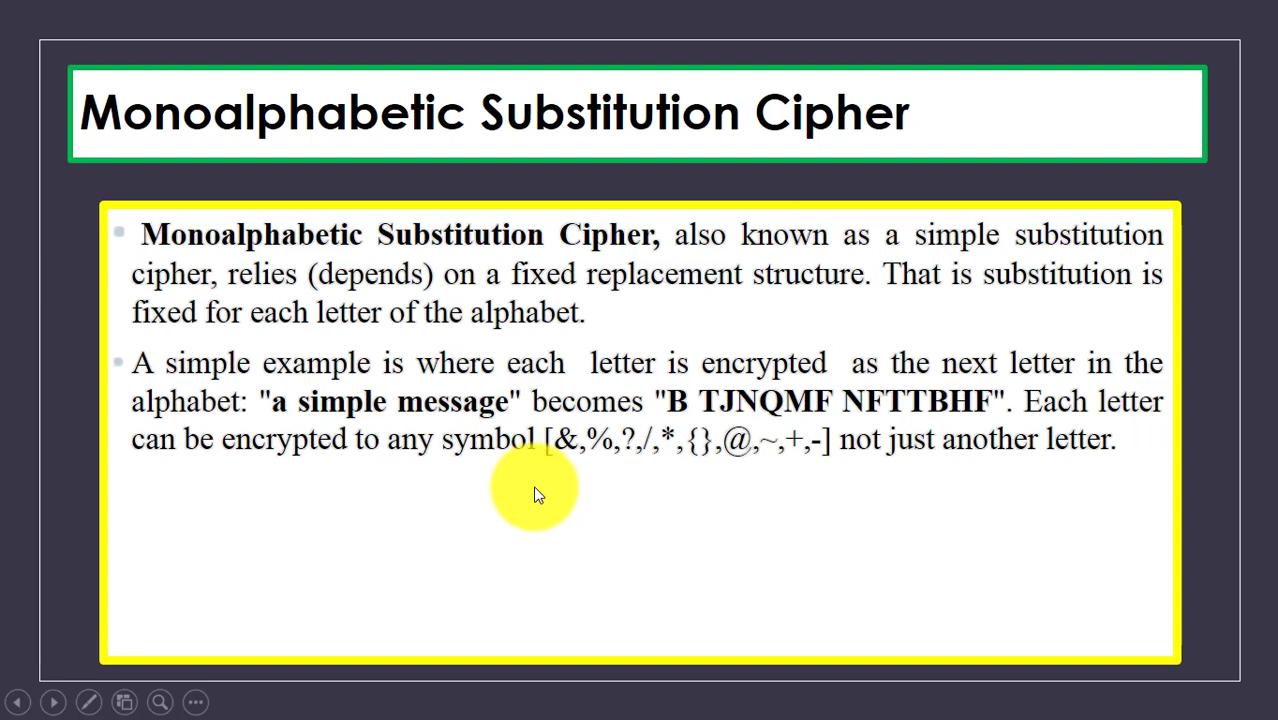 Monoalphabetic Substitution Cipher
Monoalphabetic Substitution Cipher, also known as a simple substitution
cipher, relies (depends) on a fixed replacement structure. That is substitution is
fixed for each letter of the alphabet.
A simple example is where each letter is encrypted as the next letter in the
alphabet: "a simple message" becomes "B TJNQMF NFTTBHF". Each letter
can be encrypted to any symbol [&,%,?,/,*,{},@,~,+,-] not just another letter.